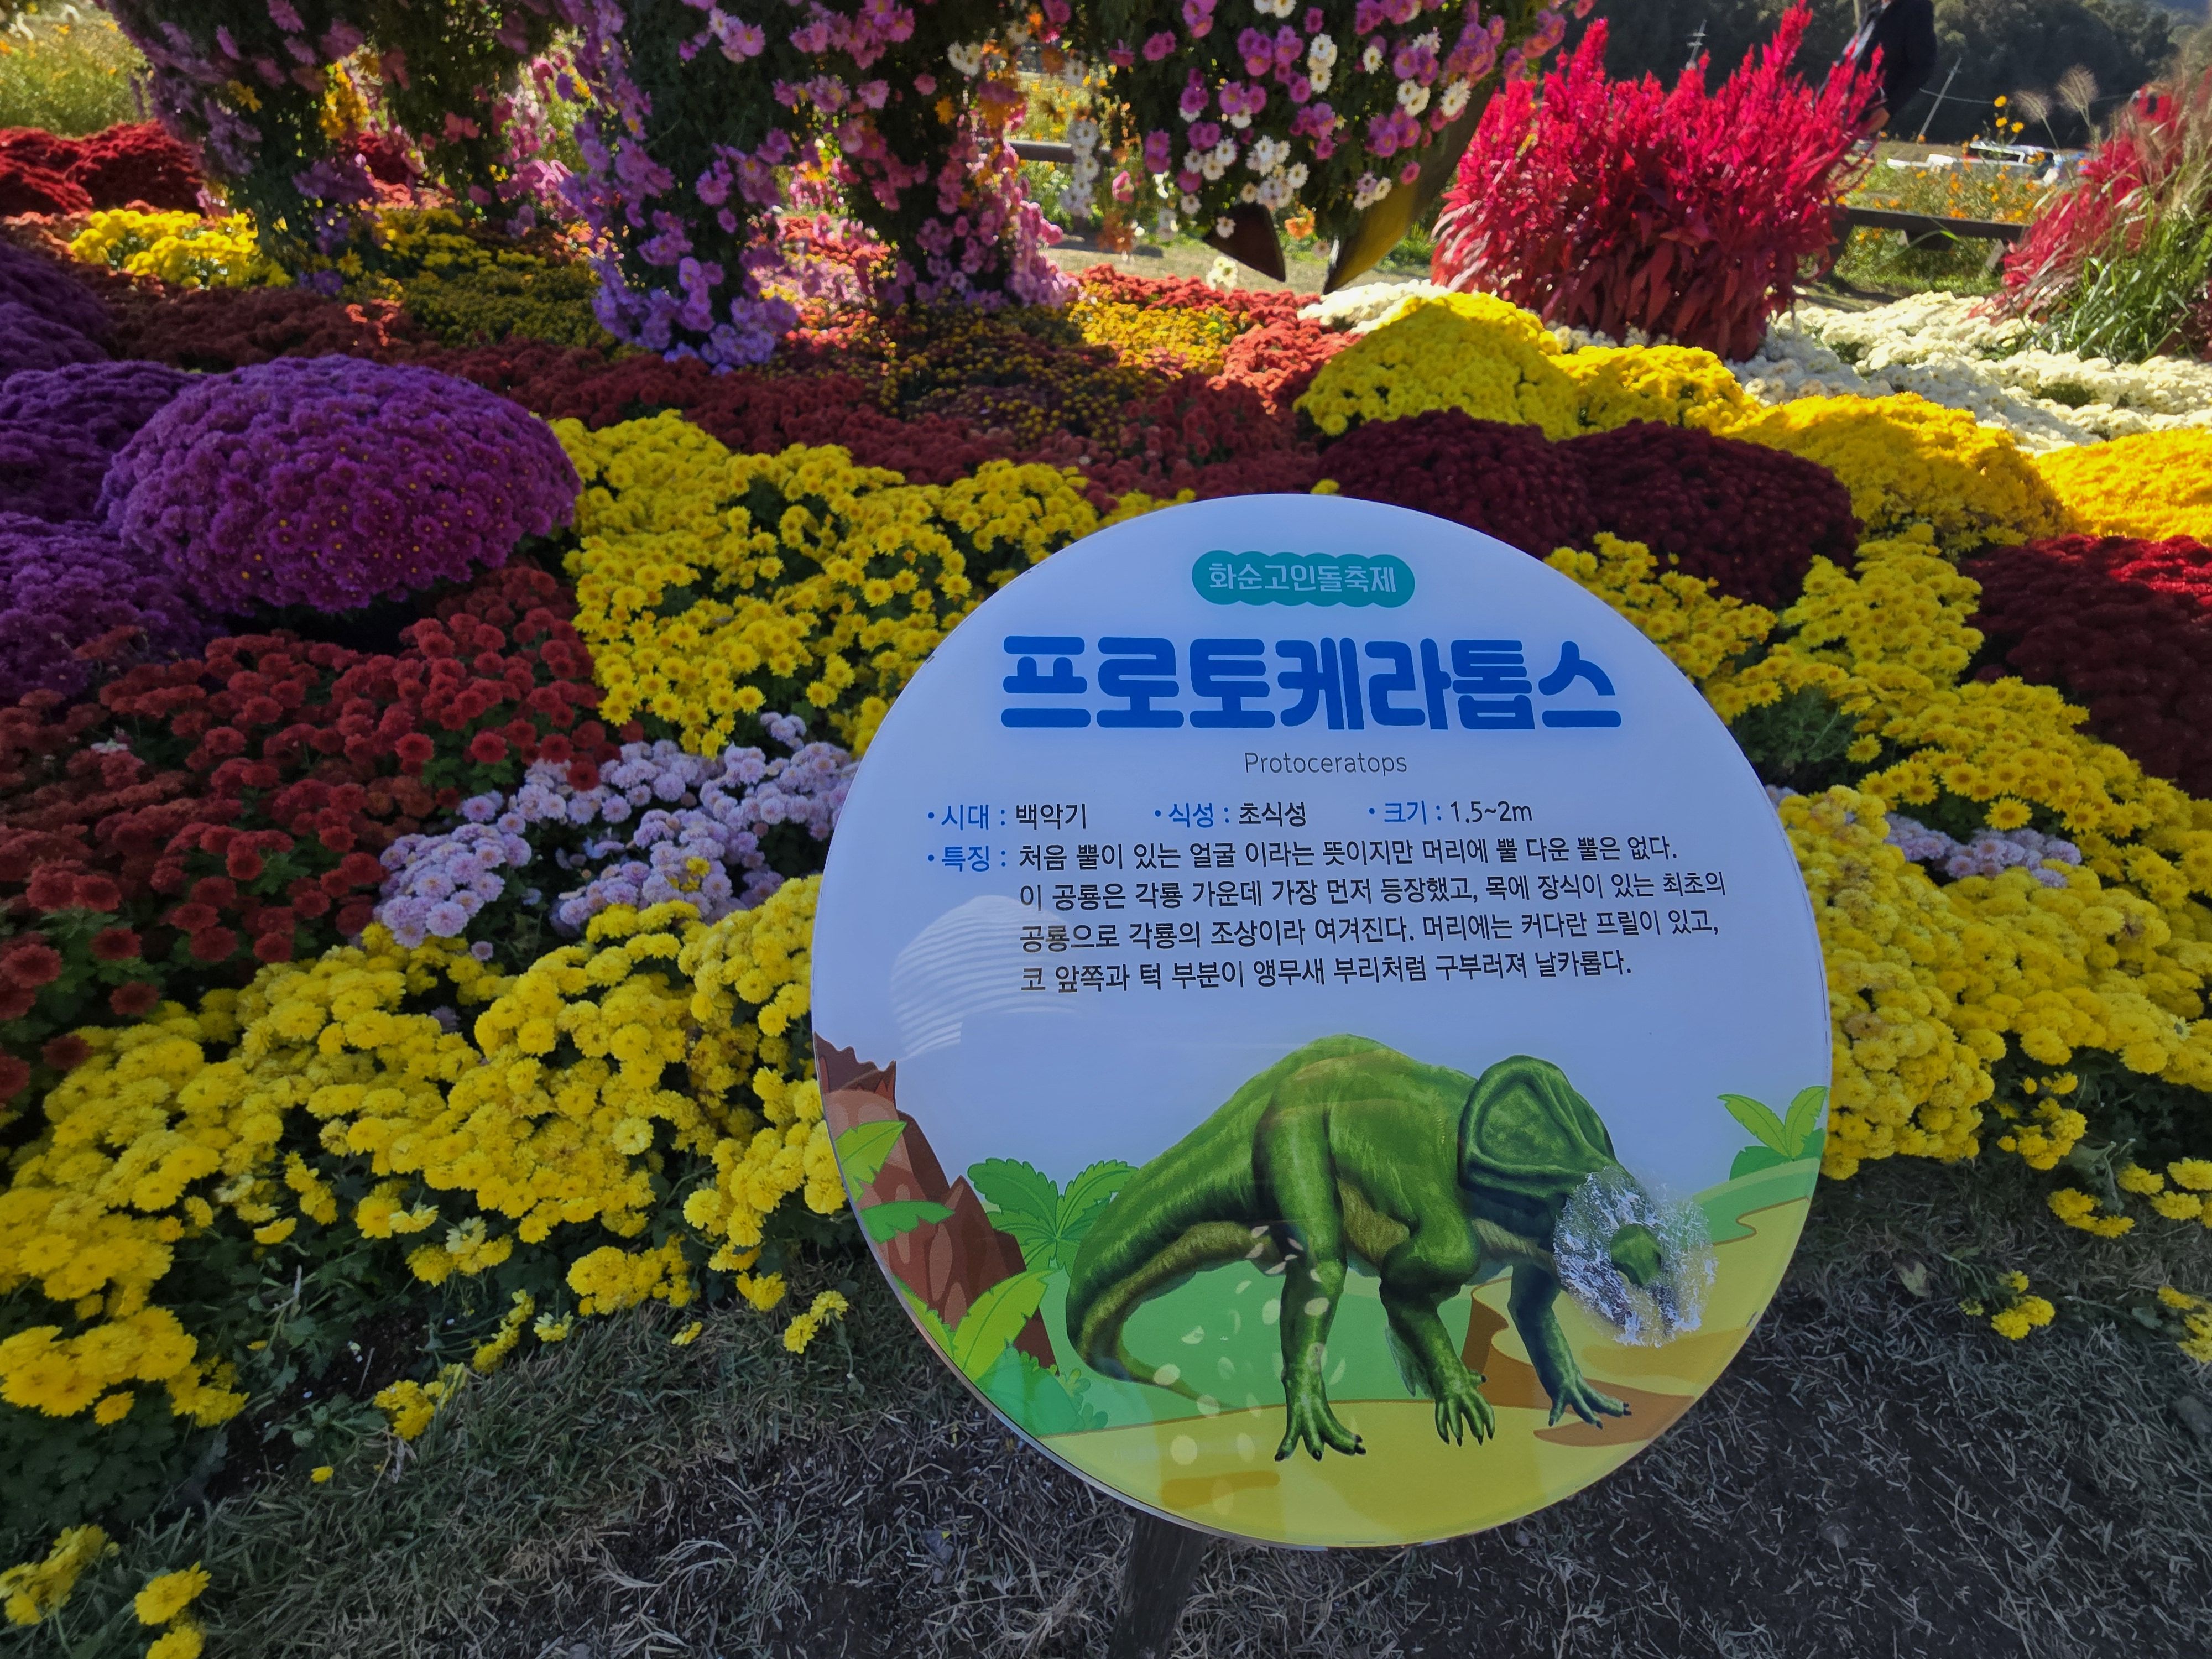 화순고인돌축제
프로토케라톱스
Protoceratops
•시대 : 백악기 •식성 : 초식성 •크기 : 1.5~2m
•특징 : 처음 뿔이 있는 얼굴 이라는 뜻이지만 머리에 뿔 다운 뿔은 없다.
이 공룡은 각룡 가운데 가장 먼저 등장했고, 목에 장식이 있는 최초의
공룡으로 각룡의 조상이라 여겨진다. 머리에는 커다란 프릴이 있고,
코 앞쪽과 턱 부분이 앵무새 부리처럼 구부러져 날카롭다.